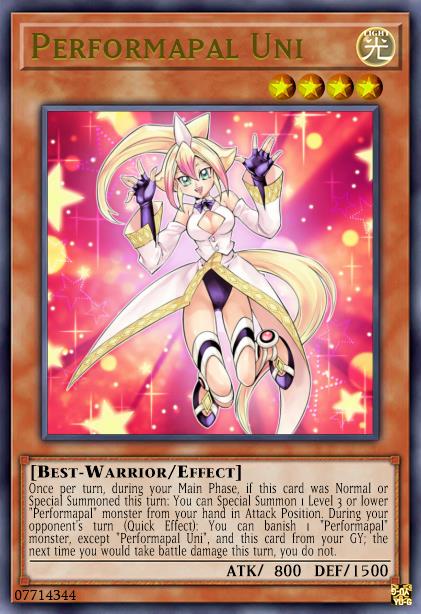 Performapal Uni
LIGHT
光
[Best-Warrior/Effect]
Once per turn, during your Main Phase, if this card was Normal or
Special Summoned this turn: You can Special Summon 1 Level 3 or lower
"Performapal" monster from your hand in Attack Position. During your
opponent's turn (Quick Effect): You can banish 1 "Performapal"
monster, except "Performapal Uni", and this card from your GY; the
next time you would take battle damage this turn, you do not.
ATK/ 800 DEF/1500
07714344